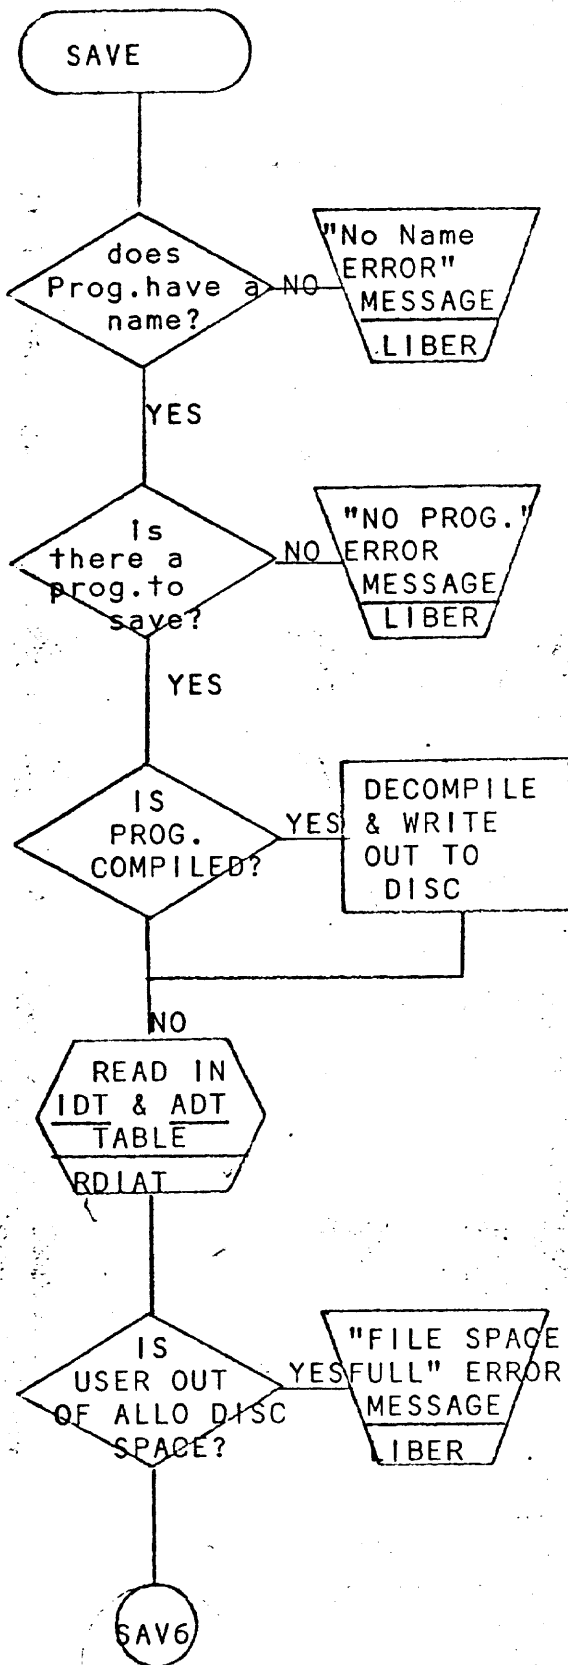 SAVE
does
Prog.have a
name?
NO
"No Name
ERROR"
MESSAGE
LIBER
YES
Is
there a
prog.to
save?
NO
"NO PROG."
ERROR
MESSAGE
LIBER
YES
IS
PROG.
COMPILED?
YES
DECOMPILE
& WRITE
OUT TO
DISC
NO
READ IN
IDT & ADT
TABLE
RDIAT
IS
USER OUT
OF ALLO DISC
SPACE?
YES
"FILE SPACE
FULL" ERROR
MESSAGE
LIBER
SAV6